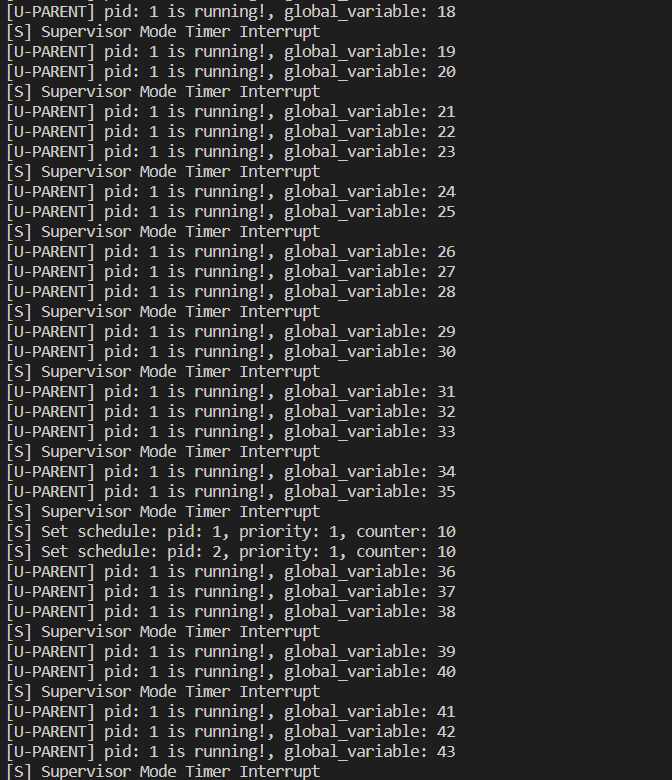 [U-PARENT] pid: 1 is running!, global_variable: 18
[S] Supervisor Mode Timer Interrupt
[U-PARENT] pid: 1 is running!, global_variable: 19
[U-PARENT] pid: 1 is running!, global_variable: 20
[S] Supervisor Mode Timer Interrupt
[U-PARENT] pid: 1 is running!, global_variable: 21
[U-PARENT] pid: 1 is running!, global_variable: 22
[U-PARENT] pid: 1 is running!, global_variable: 23
[S] Supervisor Mode Timer Interrupt
[U-PARENT] pid: 1 is running!, global_variable: 24
[U-PARENT] pid: 1 is running!, global_variable: 25
[S] Supervisor Mode Timer Interrupt
[U-PARENT] pid: 1 is running!, global_variable: 26
[U-PARENT] pid: 1 is running!, global_variable: 27
[U-PARENT] pid: 1 is running!, global_variable: 28
[S] Supervisor Mode Timer Interrupt
[U-PARENT] pid: 1 is running!, global_variable: 29
[U-PARENT] pid: 1 is running!, global_variable: 30
[S] Supervisor Mode Timer Interrupt
[U-PARENT] pid: 1 is running!, global_variable: 31
[U-PARENT] pid: 1 is running!, global_variable: 32
[U-PARENT] pid: 1 is running!, global_variable: 33
[S] Supervisor Mode Timer Interrupt
[U-PARENT] pid: 1 is running!, global_variable: 34
[U-PARENT] pid: 1 is running!, global_variable: 35
[S] Supervisor Mode Timer Interrupt
[S] Set schedule: pid: 1, priority: 1, counter: 10
[S] Set schedule: pid: 2, priority: 1, counter: 10
[U-PARENT] pid: 1 is running!, global_variable: 36
[U-PARENT] pid: 1 is running!, global_variable: 37
[U-PARENT] pid: 1 is running!, global_variable: 38
[S] Supervisor Mode Timer Interrupt
[U-PARENT] pid: 1 is running!, global_variable: 39
[U-PARENT] pid: 1 is running!, global_variable: 40
[S] Supervisor Mode Timer Interrupt
[U-PARENT] pid: 1 is running!, global_variable: 41
[U-PARENT] pid: 1 is running!, global_variable: 42
[U-PARENT] pid: 1 is running!, global_variable: 43
[S] Supervisor Mode Timer Interrupt